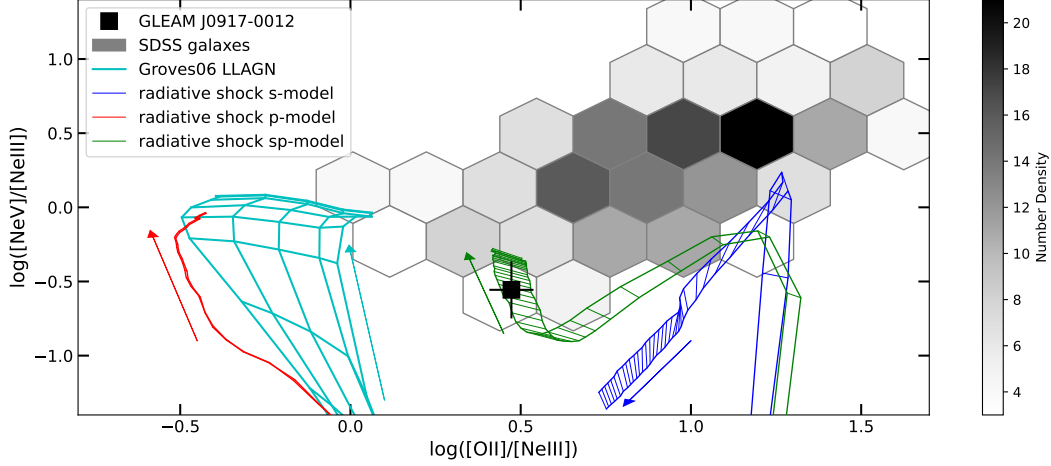 GLEAM J0917-0012
SDSS galaxies
Groves06 LLAGN
radiative shock s-model
radiative shock p-model
radiative shock sp-model
log([NeV]/[NeIII])
1.0
0.5
0.0
−0.5
−1.0
−0.5
0.0
0.5
1.0
1.5
log([OII]/[NeIII])
20
18
16
14
12
10
8
6
4
Number Density